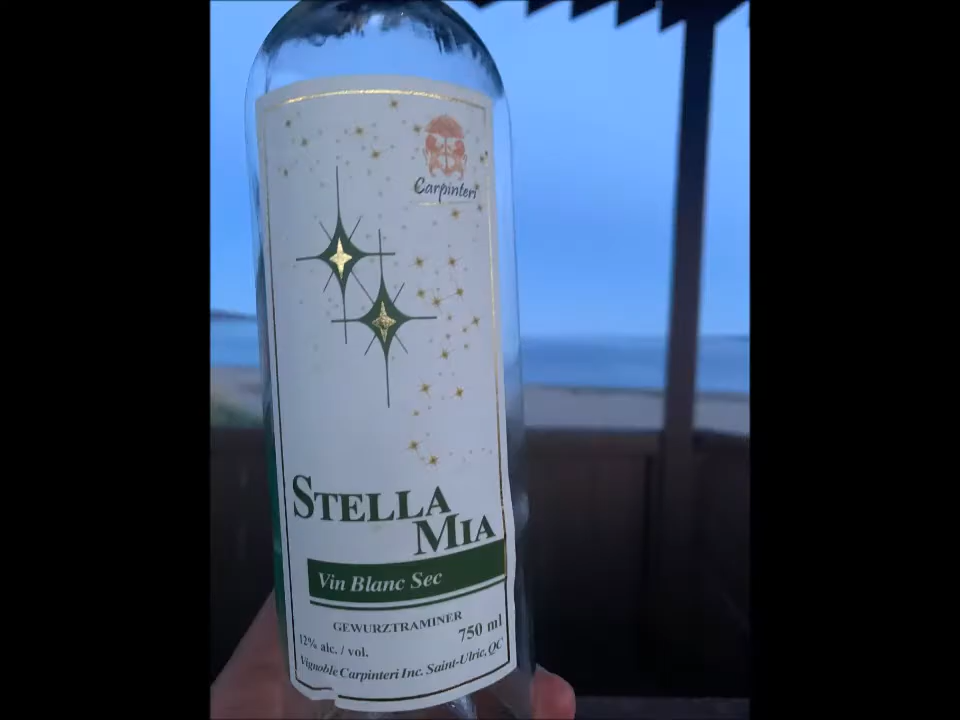 Carpinteri
STELLA
MIA
Vin Blanc Sec
GEWURZTRAMINER
12% alc. / vol.
750 ml
Vignoble Carpinteri Inc. Saint-Ulric, QC